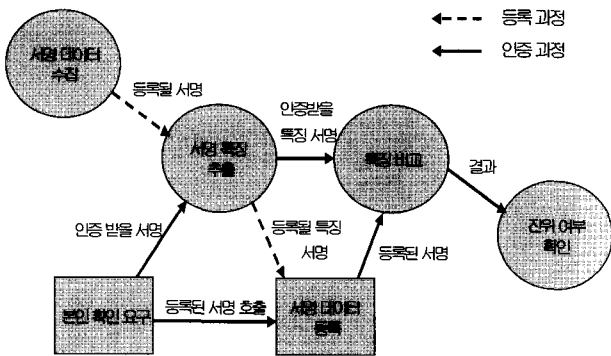 등록 과정
인증 과정
서명 데이터
수집
등록될 서명
서명 특징
추출
인증받을
특징 서명
특징 비교
결과
진위 여부
확인
인증 받을 서명
등록될 특징
서명
등록된 서명
본인 확인 요구
등록된 서명 호출
서명 데이터
등록